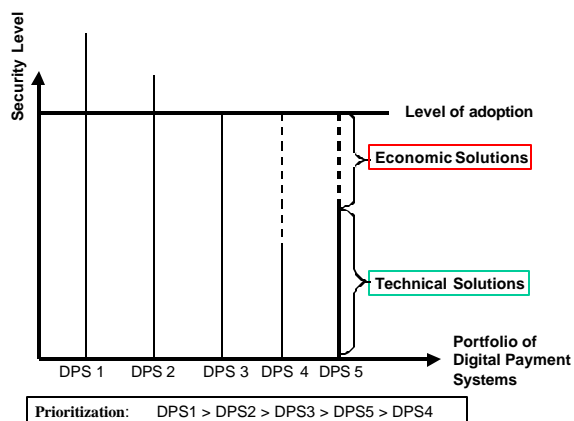 Security Level
Level of adoption
Economic Solutions
Technical Solutions
Portfolio of
Digital Payment
Systems
DPS 1 DPS 2 DPS 3 DPS 4 DPS 5
Prioritization: DPS1 > DPS2 > DPS3 > DPS5 > DPS4